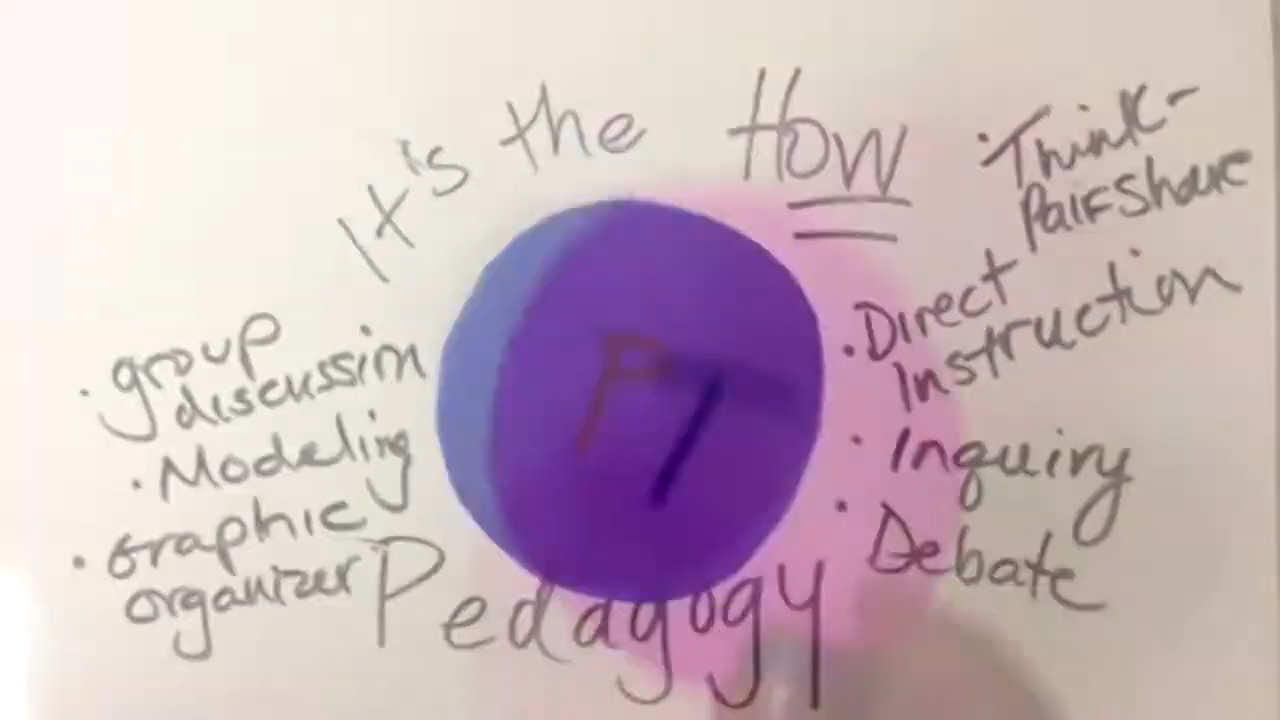 It's the How
· Think-
Pair-Share
· Direct
Instruction
· Inquiry
· Debate
· group
discussion
· Modeling
· Graphic
organizer
P
Pedagogy